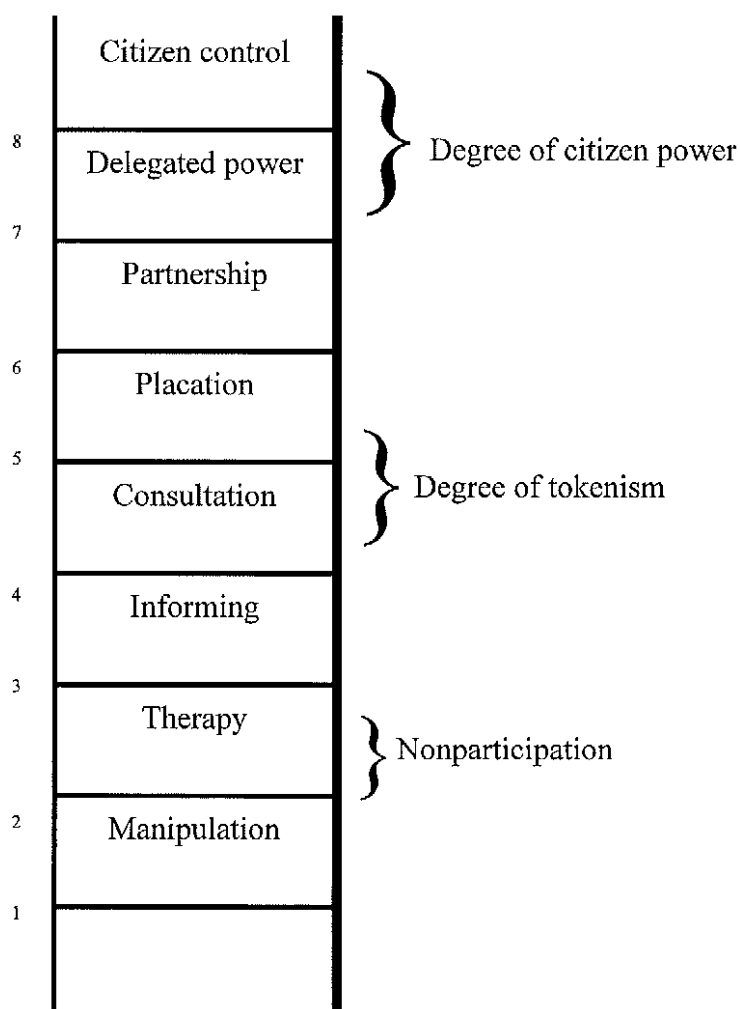 Citizen control
8
Degree of citizen power
Delegated power
7
Partnership
6
Placation
5
Degree of tokenism
Consultation
4
Informing
3
Therapy
Nonparticipation
2
Manipulation
1